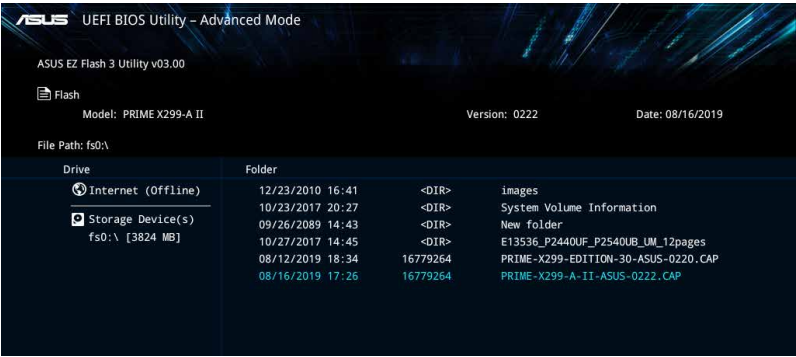 ASUS UEFI BIOS Utility – Advanced Mode
ASUS EZ Flash 3 Utility v03.00
Flash
Model: PRIME X299-A II Version: 0222 Date: 08/16/2019
File Path: fs0:\
Drive Folder
Internet (Offline) 12/23/2010 16:41 <DIR> images
10/23/2017 20:27 <DIR> System Volume Information
Storage Device(s) 09/26/2089 14:43 <DIR> New folder
fs0:\ [3824 MB] 10/27/2017 14:45 <DIR> E13536_P2440UF_P2540UB_UM_12pages
08/12/2019 18:34 16779264 PRIME-X299-EDITION-30-ASUS-0220.CAP
08/16/2019 17:26 16779264 PRIME-X299-A-II-ASUS-0222.CAP